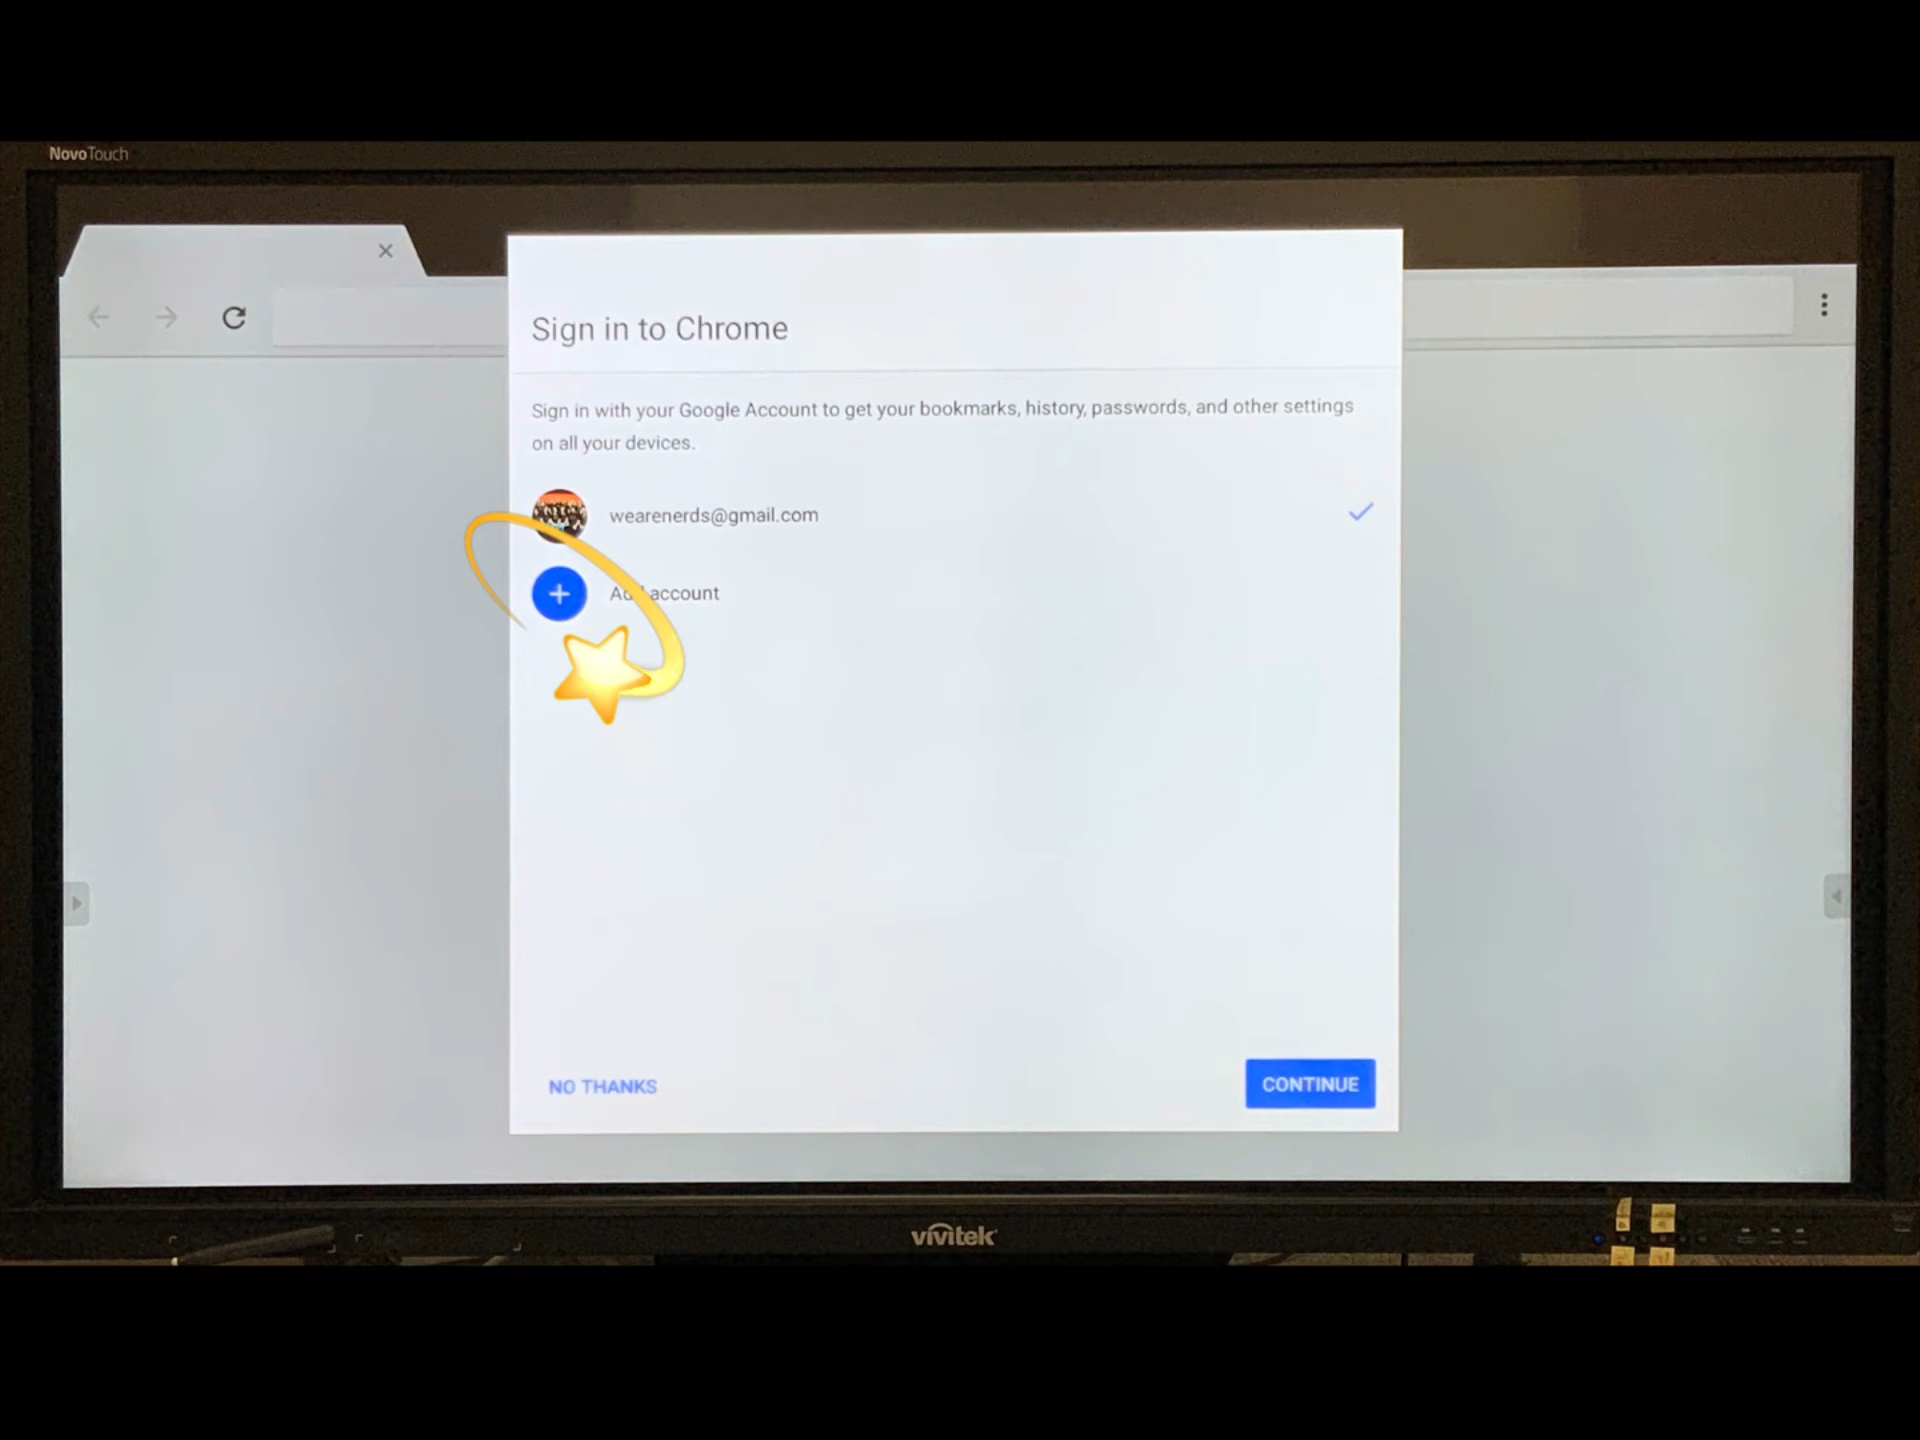 NovoTouch
Sign in to Chrome
Sign in with your Google Account to get your bookmarks, history, passwords, and other settings
on all your devices.
wearenerds@gmail.com
Add account
NO THANKS
CONTINUE
vivitek